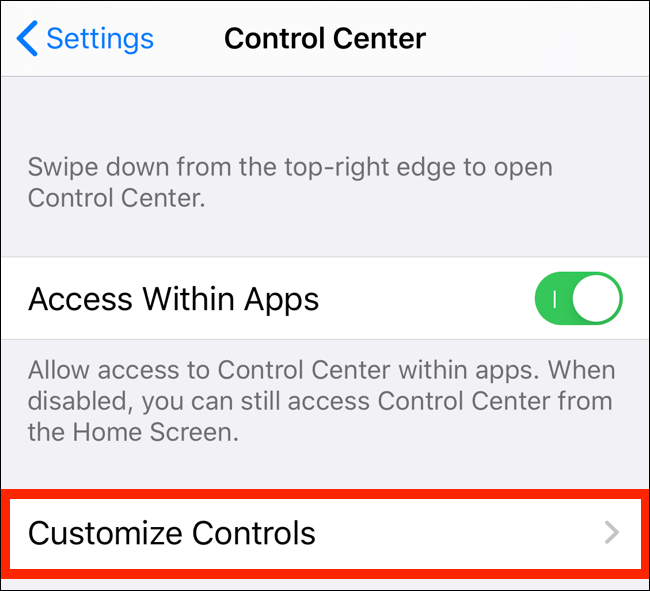 Settings
Control Center
Swipe down from the top-right edge to open
Control Center.
Access Within Apps
Allow access to Control Center within apps. When
disabled, you can still access Control Center from
the Home Screen.
Customize Controls